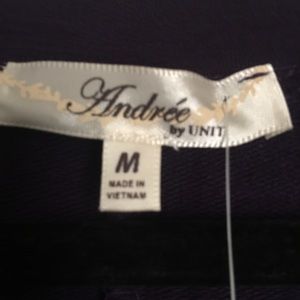 Andrée
by UNIT
M
MADE IN
VIETNAM